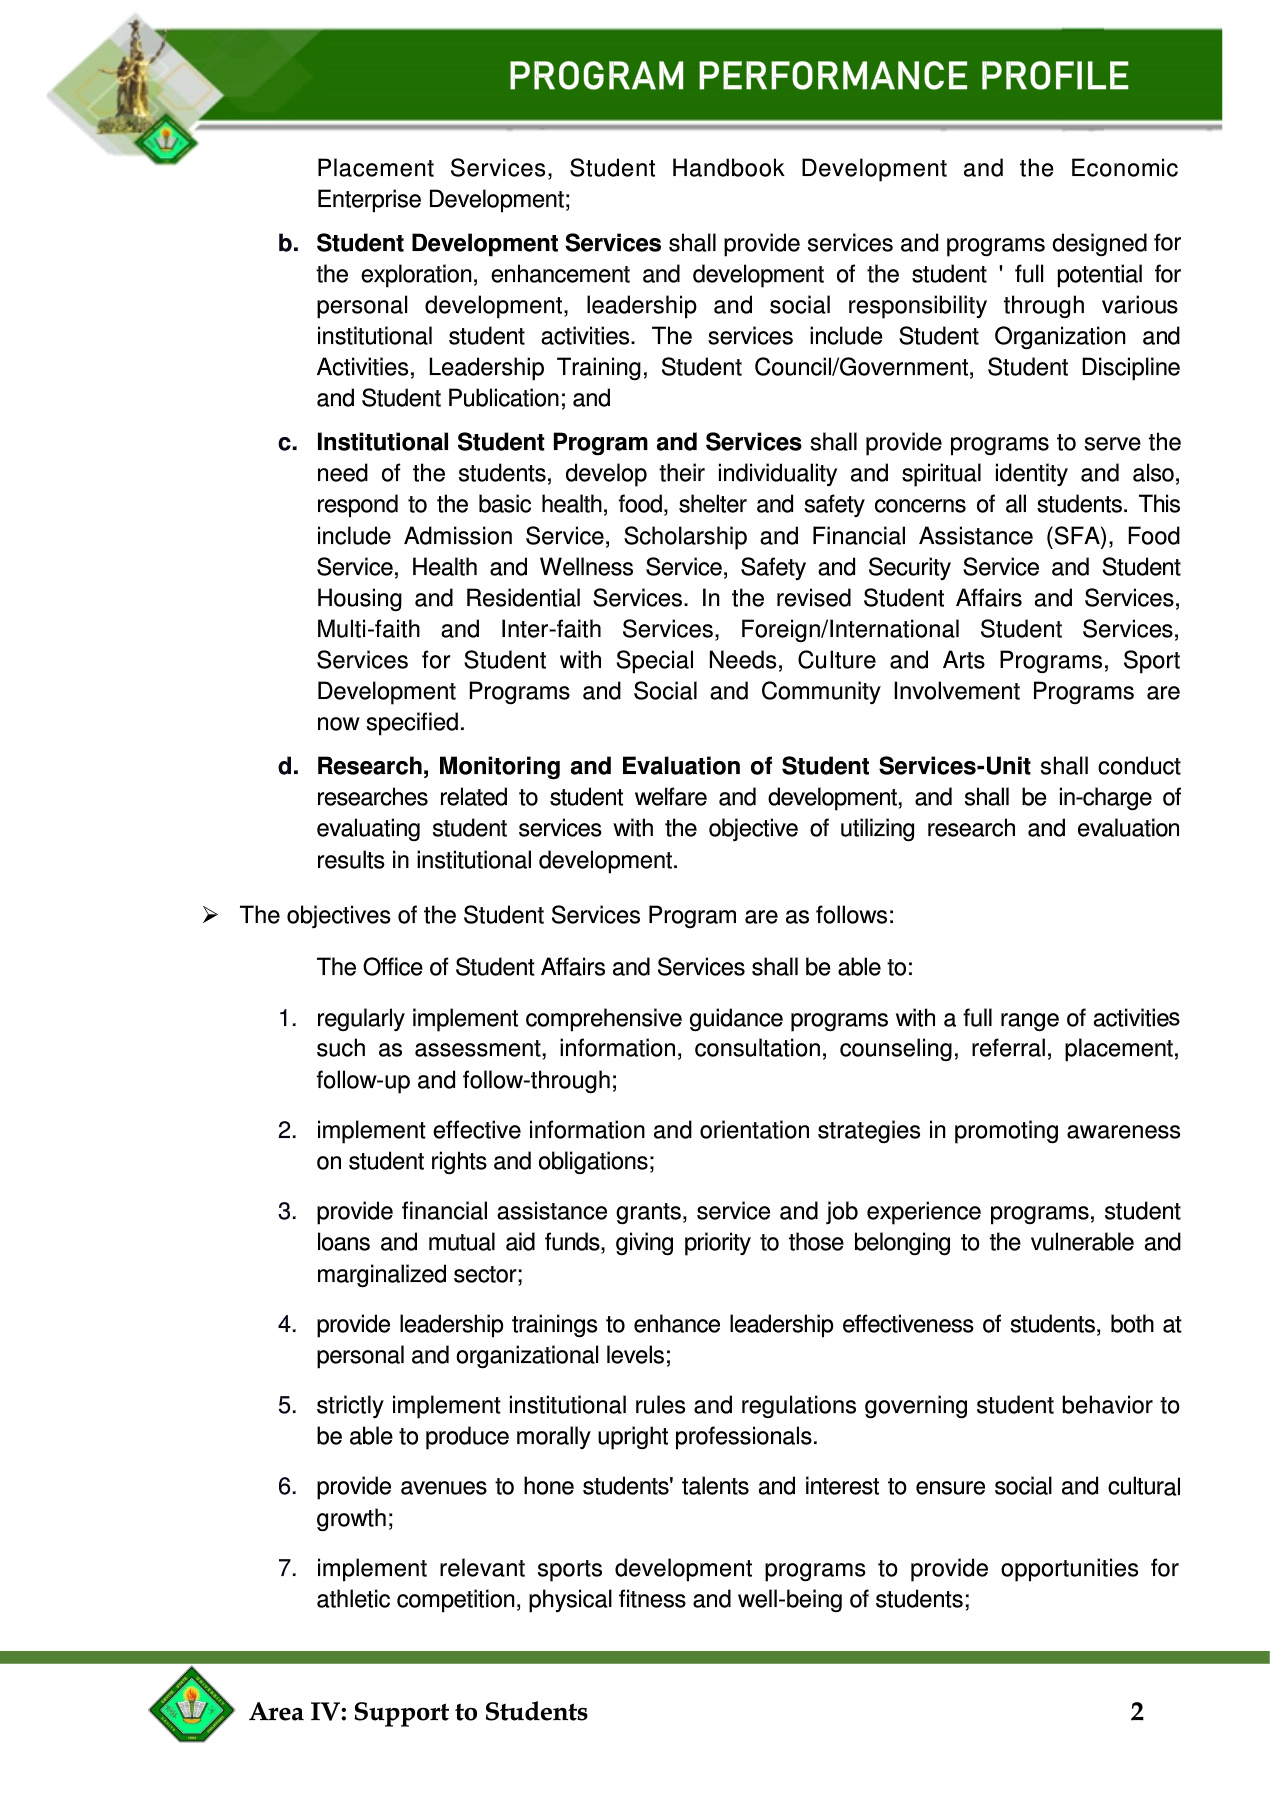 PROGRAM PERFORMANCE PROFILE
Placement Services, Student Handbook Development and the Economic
Enterprise Development;
b. Student Development Services shall provide services and programs designed for
the exploration, enhancement and development of the student ' full potential for
personal development, leadership and social responsibility through various
institutional student activities. The services include Student Organization and
Activities, Leadership Training, Student Council/Government, Student Discipline
and Student Publication; and
c. Institutional Student Program and Services shall provide programs to serve the
need of the students, develop their individuality and spiritual identity and also,
respond to the basic health, food, shelter and safety concerns of all students. This
include Admission Service, Scholarship and Financial Assistance (SFA), Food
Service, Health and Wellness Service, Safety and Security Service and Student
Housing and Residential Services. In the revised Student Affairs and Services,
Multi-faith and Inter-faith Services, Foreign/International Student Services,
Services for Student with Special Needs, Culture and Arts Programs, Sport
Development Programs and Social and Community Involvement Programs are
now specified.
d. Research, Monitoring and Evaluation of Student Services-Unit shall conduct
researches related to student welfare and development, and shall be in-charge of
evaluating student services with the objective of utilizing research and evaluation
results in institutional development.
➢ The objectives of the Student Services Program are as follows:
The Office of Student Affairs and Services shall be able to:
1. regularly implement comprehensive guidance programs with a full range of activities
such as assessment, information, consultation, counseling, referral, placement,
follow-up and follow-through;
2. implement effective information and orientation strategies in promoting awareness
on student rights and obligations;
3. provide financial assistance grants, service and job experience programs, student
loans and mutual aid funds, giving priority to those belonging to the vulnerable and
marginalized sector;
4. provide leadership trainings to enhance leadership effectiveness of students, both at
personal and organizational levels;
5. strictly implement institutional rules and regulations governing student behavior to
be able to produce morally upright professionals.
6. provide avenues to hone students' talents and interest to ensure social and cultural
growth;
7. implement relevant sports development programs to provide opportunities for
athletic competition, physical fitness and well-being of students;
Area IV: Support to Students
2